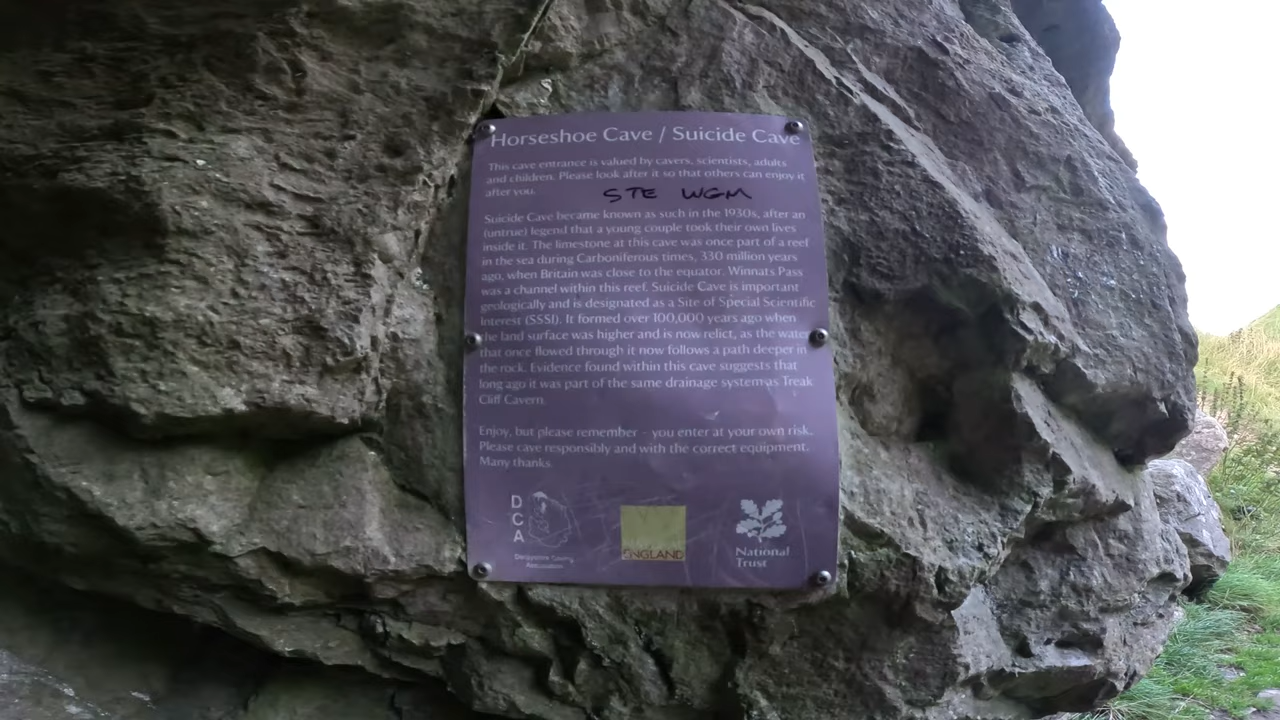 Horseshoe Cave / Suicide Cave
This cave entrance is valued by cavers, scientists, adults
and children. Please look after it so that others can enjoy it
after you.
STE WGM
Suicide Cave became known as such in the 1930s, after an
(untrue) legend that a young couple took their own lives
inside it. The limestone at this cave was once part of a reef
in the sea during Carboniferous times, 330 million years
ago, when Britain was close to the equator. Winnats Pass
was a channel within this reef. Suicide Cave is important
geologically and is designated as a Site of Special Scientific
Interest (SSSI). It formed over 100,000 years ago when
the land surface was higher and is now relict, as the water
that once flowed through it now follows a path deeper in
the rock. Evidence found within this cave suggests that
long ago it was part of the same drainage system as Treak
Cliff Cavern.
Enjoy, but please remember - you enter at your own risk.
Please cave responsibly and with the correct equipment.
Many thanks.
DCA
Derbyshire Caving
Association
ENGLAND
National
Trust